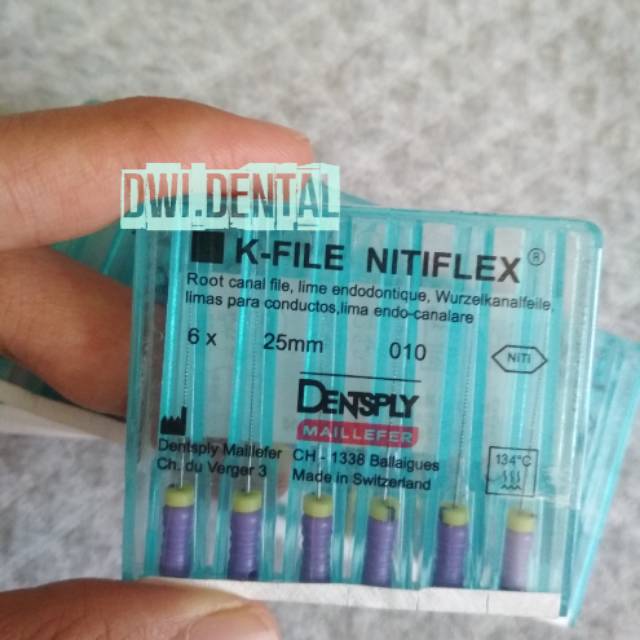 DWI.DENTAL
K-FILE NITIFLEX®
Root canal file, lime endodontique, Wurzelkanalfeile,
limas para conductos,lima endo-canalare
6 x 25mm 010 NiTi
DENTSPLY
MAILLEFER
Dentsply Maillefer CH - 1338 Ballaigues
Ch. du Verger 3 Made in Switzerland
134°C